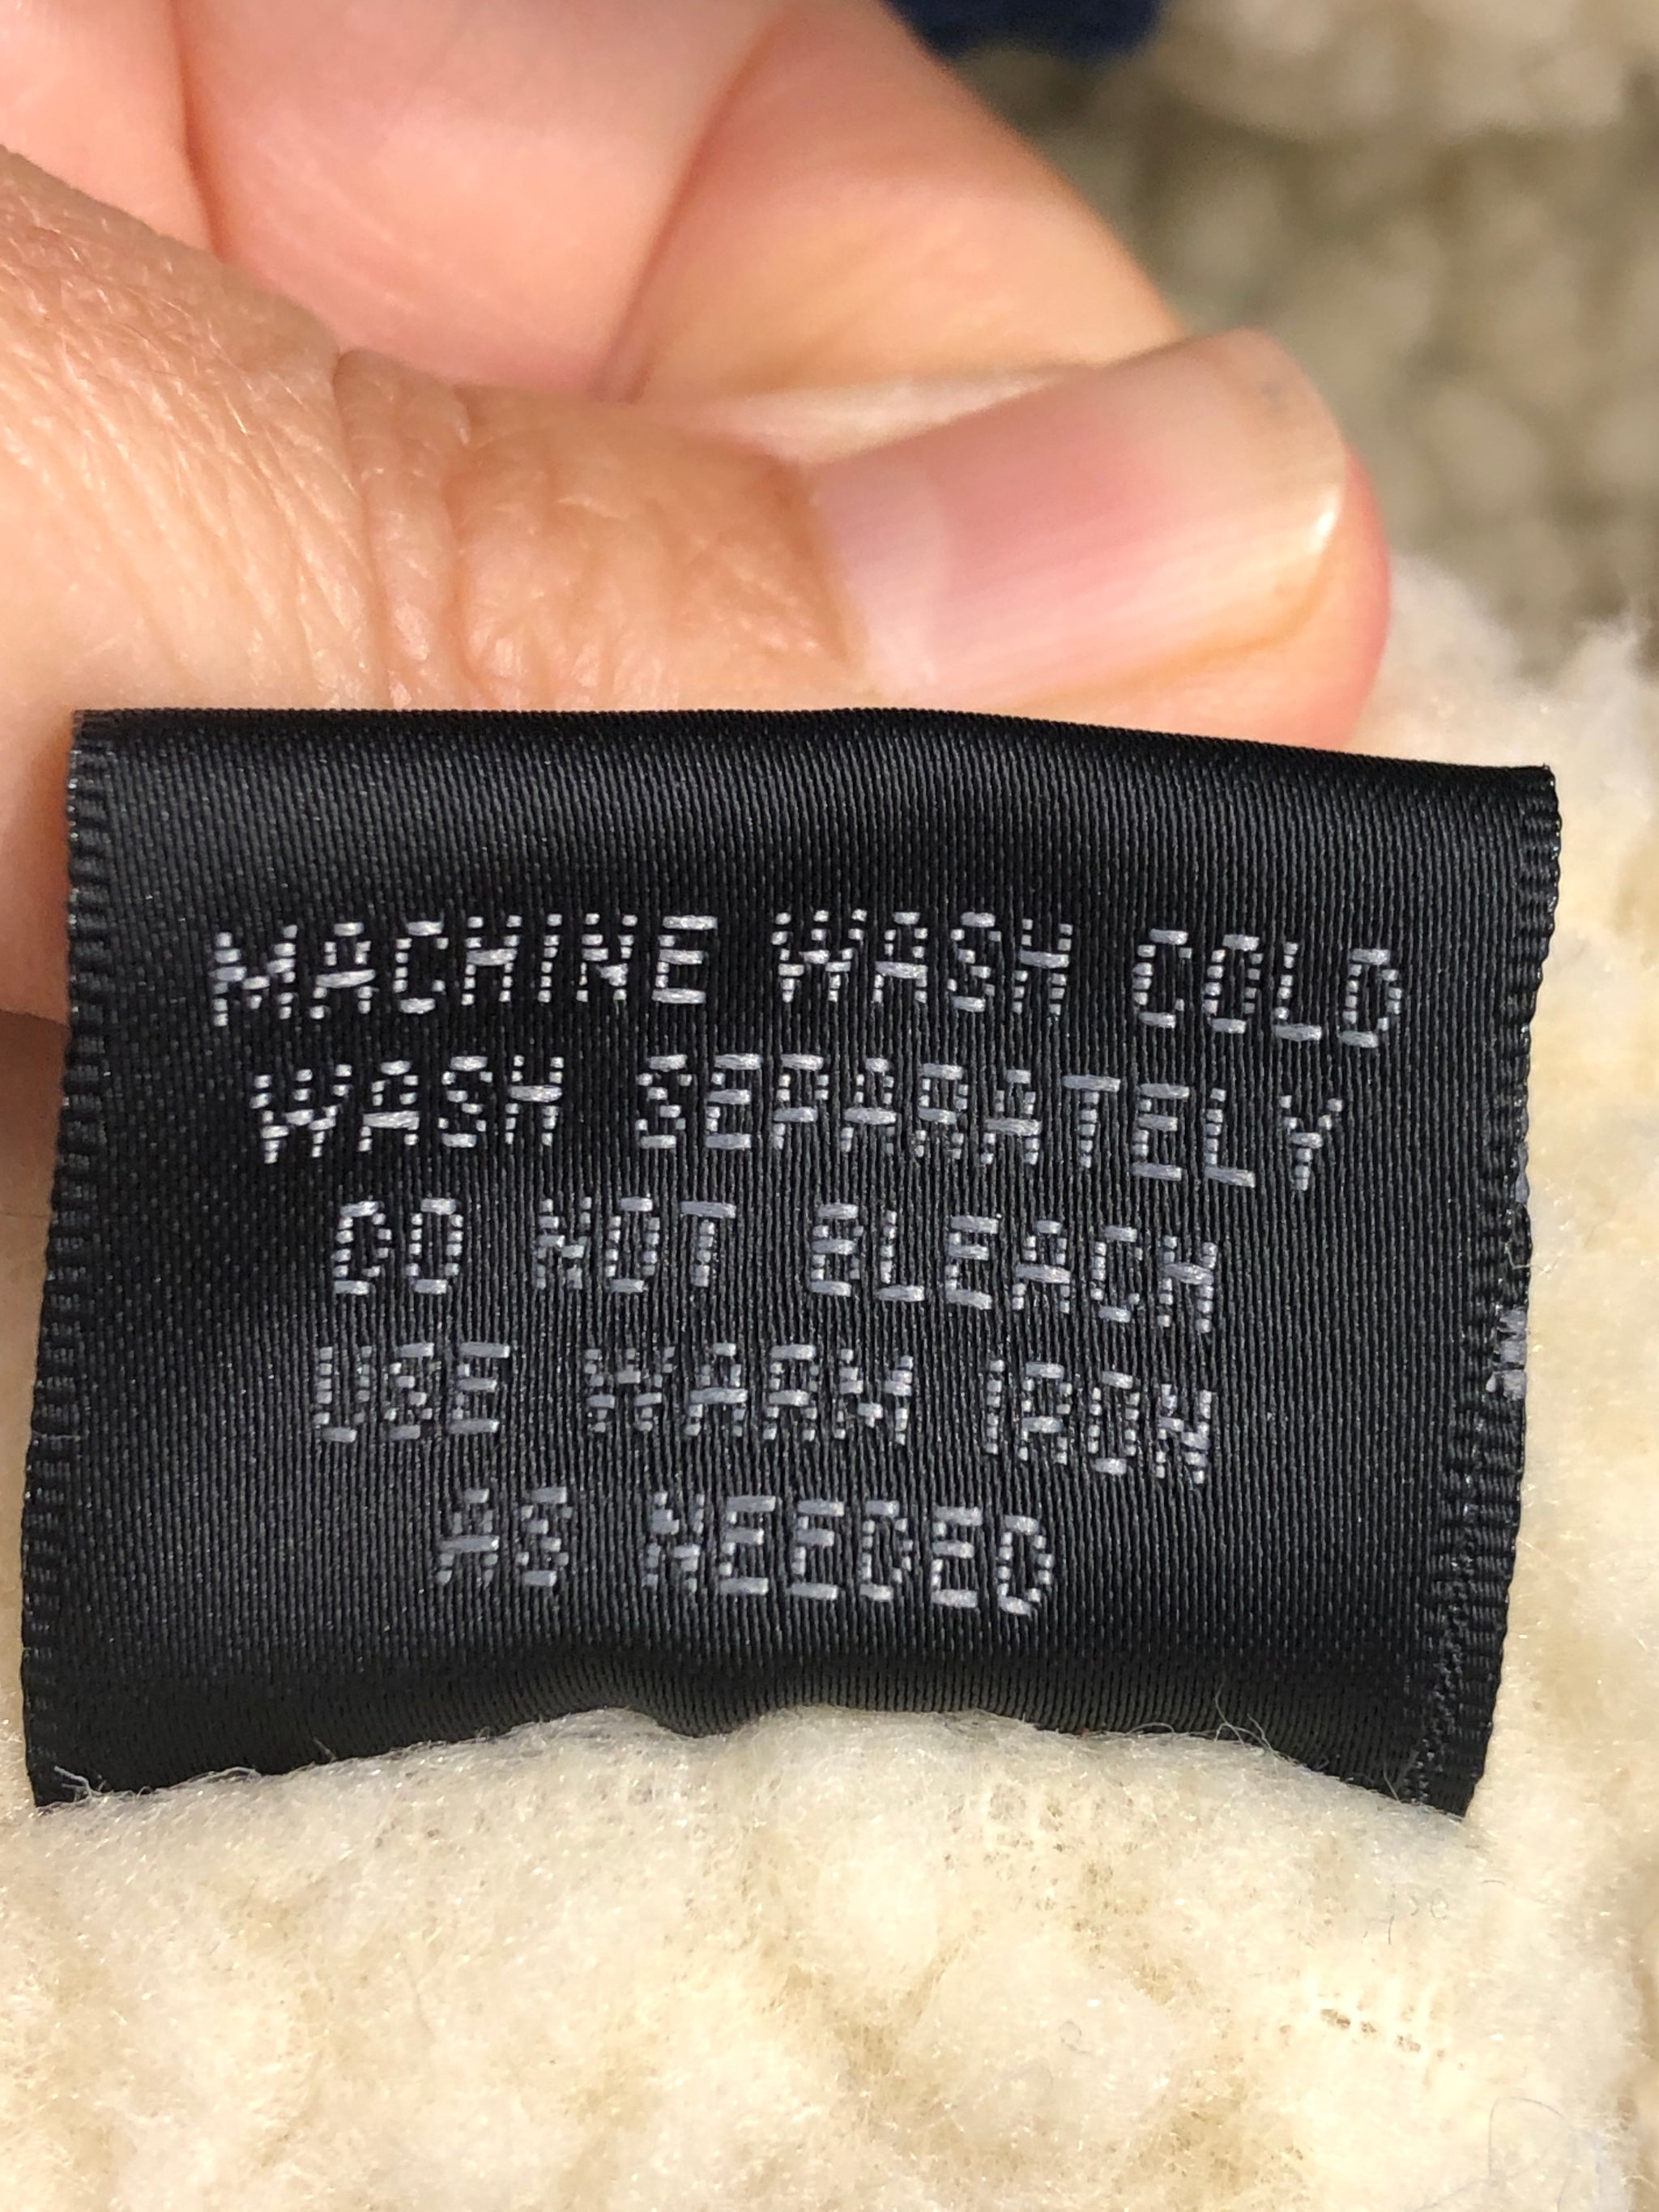 MACHINE WASH COLD
WASH SEPARATELY
DO NOT BLEACH
USE WARM IRON
AS NEEDED